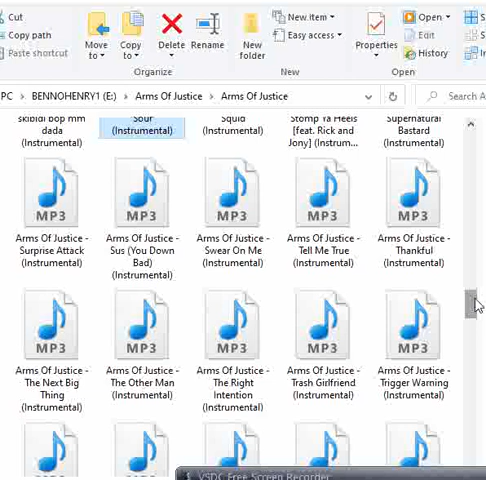 Cut
Copy path
Paste shortcut
Move to
Copy to
Delete
Rename
New folder
New item
Easy access
Properties
Open
Edit
History
Organize
New
Open
PC > BENNOHENRY1 (E:) > Arms Of Justice > Arms Of Justice
Search A
skibidi bop mm
dada
(Instrumental)
Sour
(Instrumental)
Squid
(Instrumental)
Stomp Ya Heels
[feat. Rick and
Jony] (Instrum...
Supernatural
Bastard
(Instrumental)
MP3
MP3
MP3
MP3
MP3
Arms Of Justice -
Surprise Attack
(Instrumental)
Arms Of Justice -
Sus (You Down
Bad)
(Instrumental)
Arms Of Justice -
Swear On Me
(Instrumental)
Arms Of Justice -
Tell Me True
(Instrumental)
Arms Of Justice -
Thankful
(Instrumental)
MP3
MP3
MP3
MP3
MP3
Arms Of Justice -
The Next Big
Thing
(Instrumental)
Arms Of Justice -
The Other Man
(Instrumental)
Arms Of Justice -
The Right
Intention
(Instrumental)
Arms Of Justice -
Trash Girlfriend
(Instrumental)
Arms Of Justice -
Trigger Warning
(Instrumental)
VSDC Free Screen Recorder